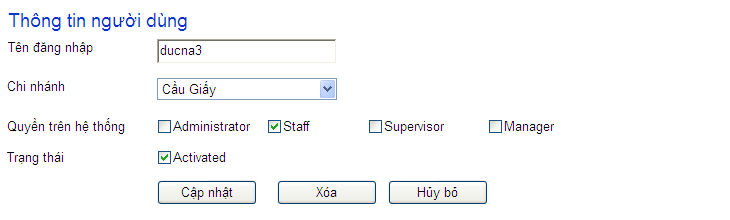 Thông tin người dùng
Tên đăng nhập ducna3
Chi nhánh Cầu Giấy
Quyền trên hệ thống Administrator Staff Supervisor Manager
Trạng thái Activated
Cập nhật Xóa Hủy bỏ